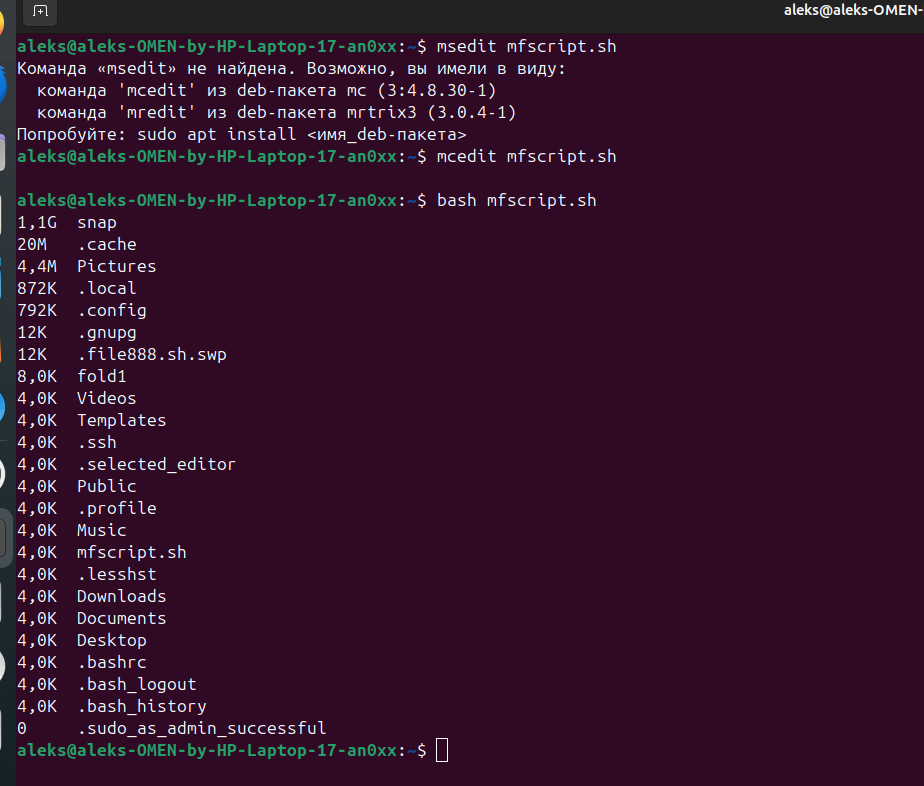 aleks@aleks-OMEN-
aleks@aleks-OMEN-by-HP-Laptop-17-an0xx:~$ msedit mfscript.sh
Команда «msedit» не найдена. Возможно, вы имели в виду:
  команда 'mcedit' из deb-пакета mc (3:4.8.30-1)
  команда 'mredit' из deb-пакета mrtrix3 (3.0.4-1)
Попробуйте: sudo apt install <имя_deb-пакета>
aleks@aleks-OMEN-by-HP-Laptop-17-an0xx:~$ mcedit mfscript.sh
aleks@aleks-OMEN-by-HP-Laptop-17-an0xx:~$ bash mfscript.sh
1,1G  snap
20M   .cache
4,4M  Pictures
872K  .local
792K  .config
12K   .gnupg
12K   .file888.sh.swp
8,0K  fold1
4,0K  Videos
4,0K  Templates
4,0K  .ssh
4,0K  .selected_editor
4,0K  Public
4,0K  .profile
4,0K  Music
4,0K  mfscript.sh
4,0K  .lesshst
4,0K  Downloads
4,0K  Documents
4,0K  Desktop
4,0K  .bashrc
4,0K  .bash_logout
4,0K  .bash_history
0     .sudo_as_admin_successful
aleks@aleks-OMEN-by-HP-Laptop-17-an0xx:~$